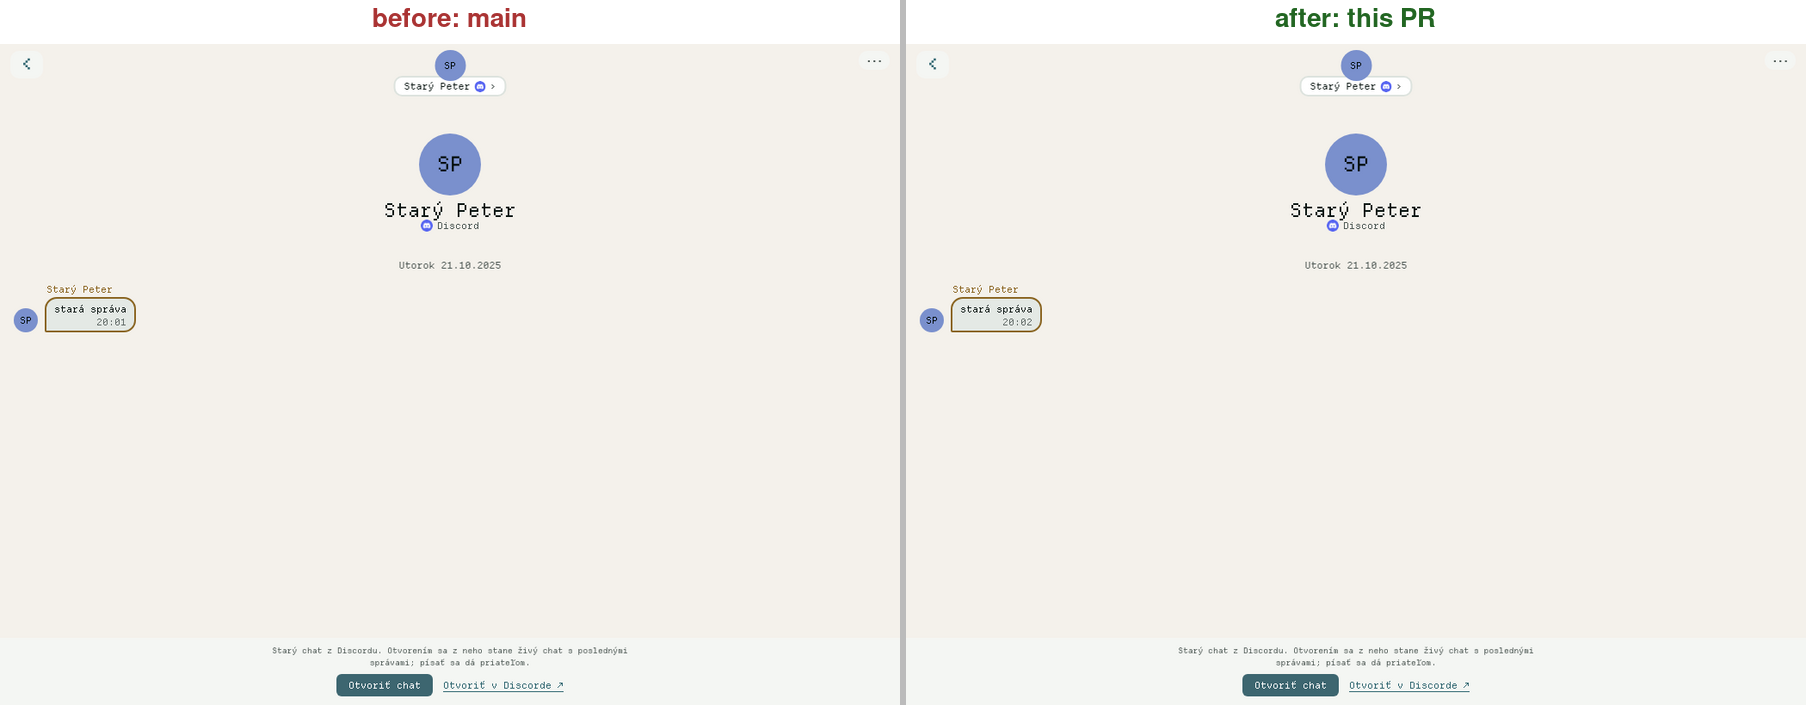 before: main
SP
Starý Peter >
...
SP
Starý Peter
Discord
Utorok 21.10.2025
Starý Peter
SP
stará správa
20:01
Starý chat z Discordu. Otvorením sa z neho stane živý chat s poslednými
správami; písať sa dá priateľom.
Otvoriť chat
Otvoriť v Discorde ↗
after: this PR
SP
Starý Peter >
...
SP
Starý Peter
Discord
Utorok 21.10.2025
Starý Peter
SP
stará správa
20:02
Starý chat z Discordu. Otvorením sa z neho stane živý chat s poslednými
správami; písať sa dá priateľom.
Otvoriť chat
Otvoriť v Discorde ↗